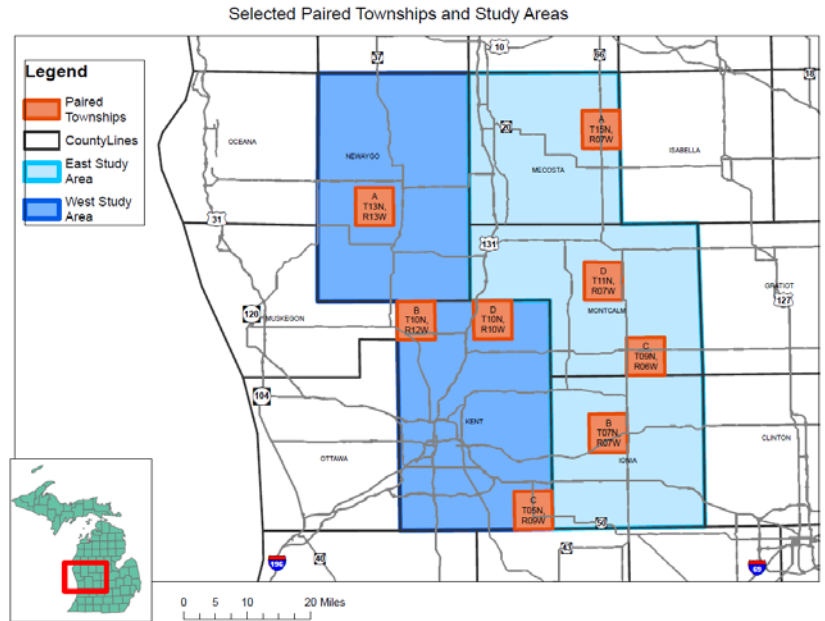 Selected Paired Townships and Study Areas
Legend
Paired
Townships
CountyLines
East Study
Area
West Study
Area
37
10
66
18
OCEANA
NEWAYGO
20
A
T15N,
R07W
ISABELLA
MECOSTA
A
T13N,
R13W
31
131
D
T11N,
R07W
GRATIOT
127
120
MUSKEGON
B
T10N,
R12W
D
T10N,
R10W
MONTCALM
C
T09N,
R06W
104
KENT
B
T07N,
R07W
CLINTON
OTTAWA
IONIA
C
T05N,
R09W
50
43
196
40
69
0 5 10 20 Miles